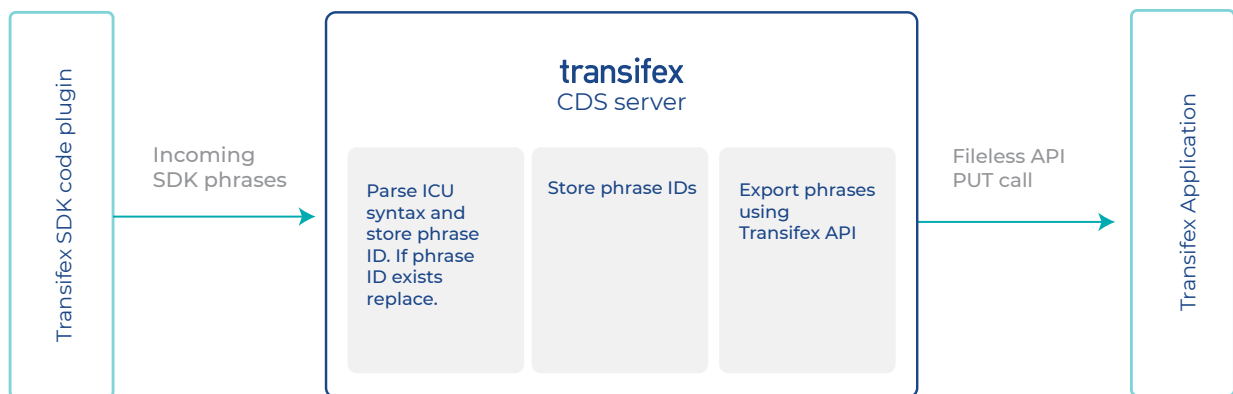 Transifex SDK code plugin
Incoming
SDK phrases
transifex
CDS server
Parse ICU
syntax and
store phrase
ID. If phrase
ID exists
replace.
Store phrase IDs
Export phrases
using
Transifex API
Fileless API
PUT call
Transifex Application